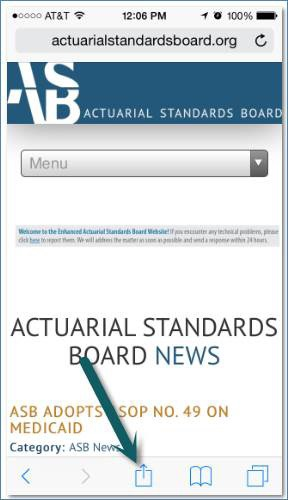 AT&T 12:06 PM 100%
actuarialstandardsboard.org
ASB
ACTUARIAL STANDARDS BOARD
Menu
Welcome to the Enhanced Actuarial Standards Board Website! If you encounter any technical problems, please
click here to report them. We will address the matter as soon as possible and send a response within 24 hours.
ACTUARIAL STANDARDS
BOARD NEWS
ASB ADOPTS SOP NO. 49 ON
MEDICAID
Category: ASB News